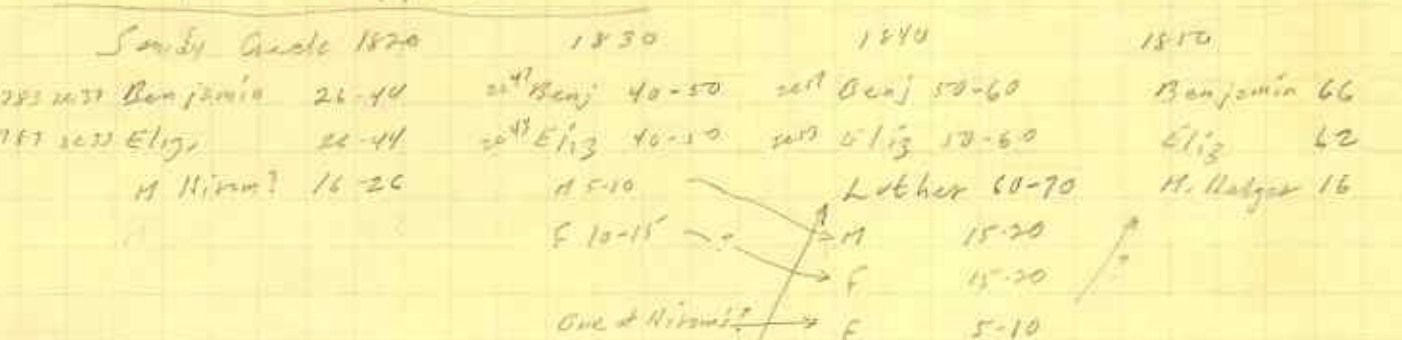 Sandy Creek 1820 1830 1840 1850
Benjamin 26-44 Benj 40-50 Benj 50-60 Benjamin 66
Eliz. 26-44 Eliz 40-50 Eliz 50-60 Eliz 62
M Hiram? 16-26 M 5-10 Luther 60-70 M. 16
F 10-15 ? M 15-20
F 15-20 ?
One of Hirams? F 5-10